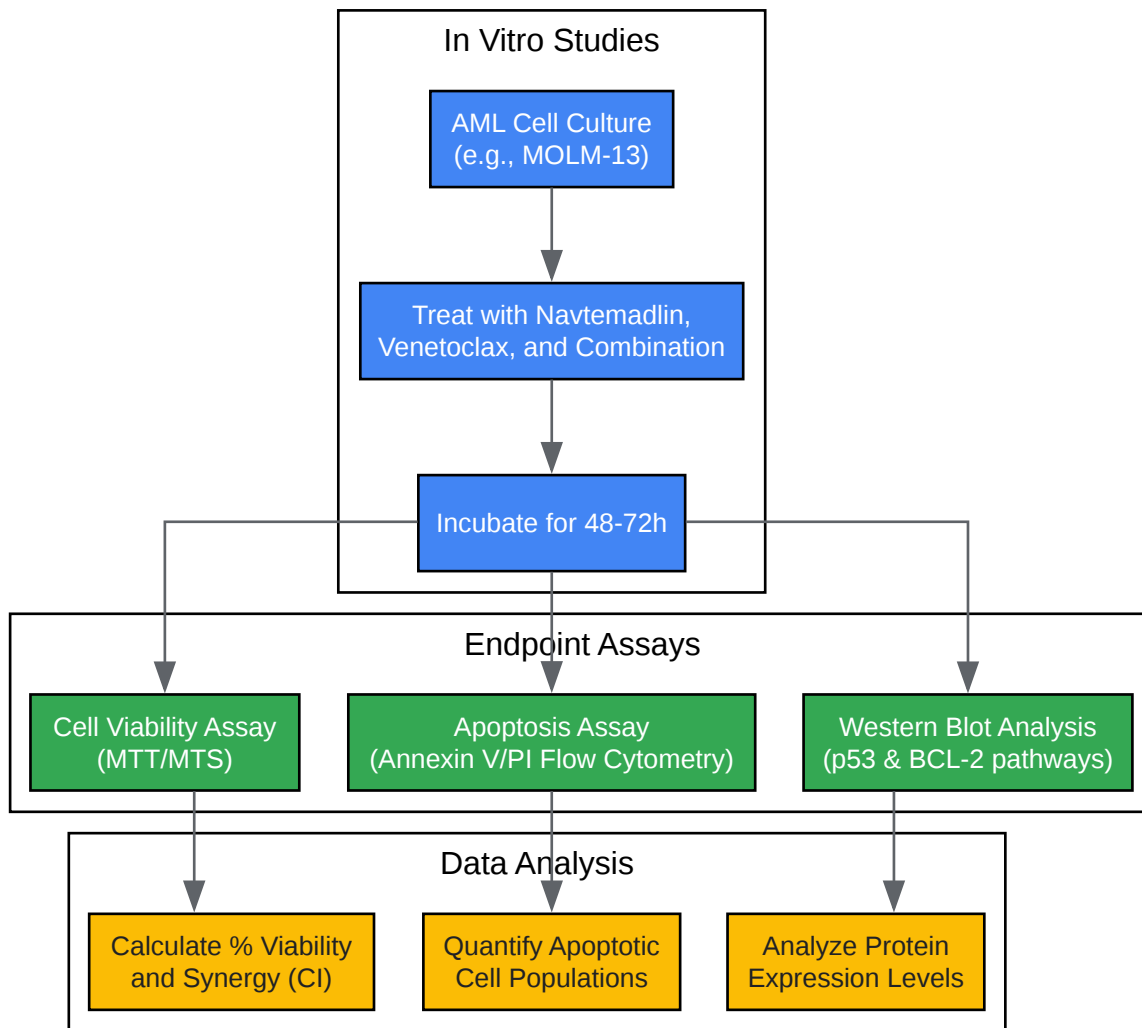 In Vitro Studies
AML Cell Culture
(e.g., MOLM-13)
Treat with Navtemadlin,
Venetoclax, and Combination
Incubate for 48-72h
Endpoint Assays
Cell Viability Assay
(MTT/MTS)
Apoptosis Assay
(Annexin V/PI Flow Cytometry)
Western Blot Analysis
(p53 & BCL-2 pathways)
Data Analysis
Calculate % Viability
and Synergy (CI)
Quantify Apoptotic
Cell Populations
Analyze Protein
Expression Levels